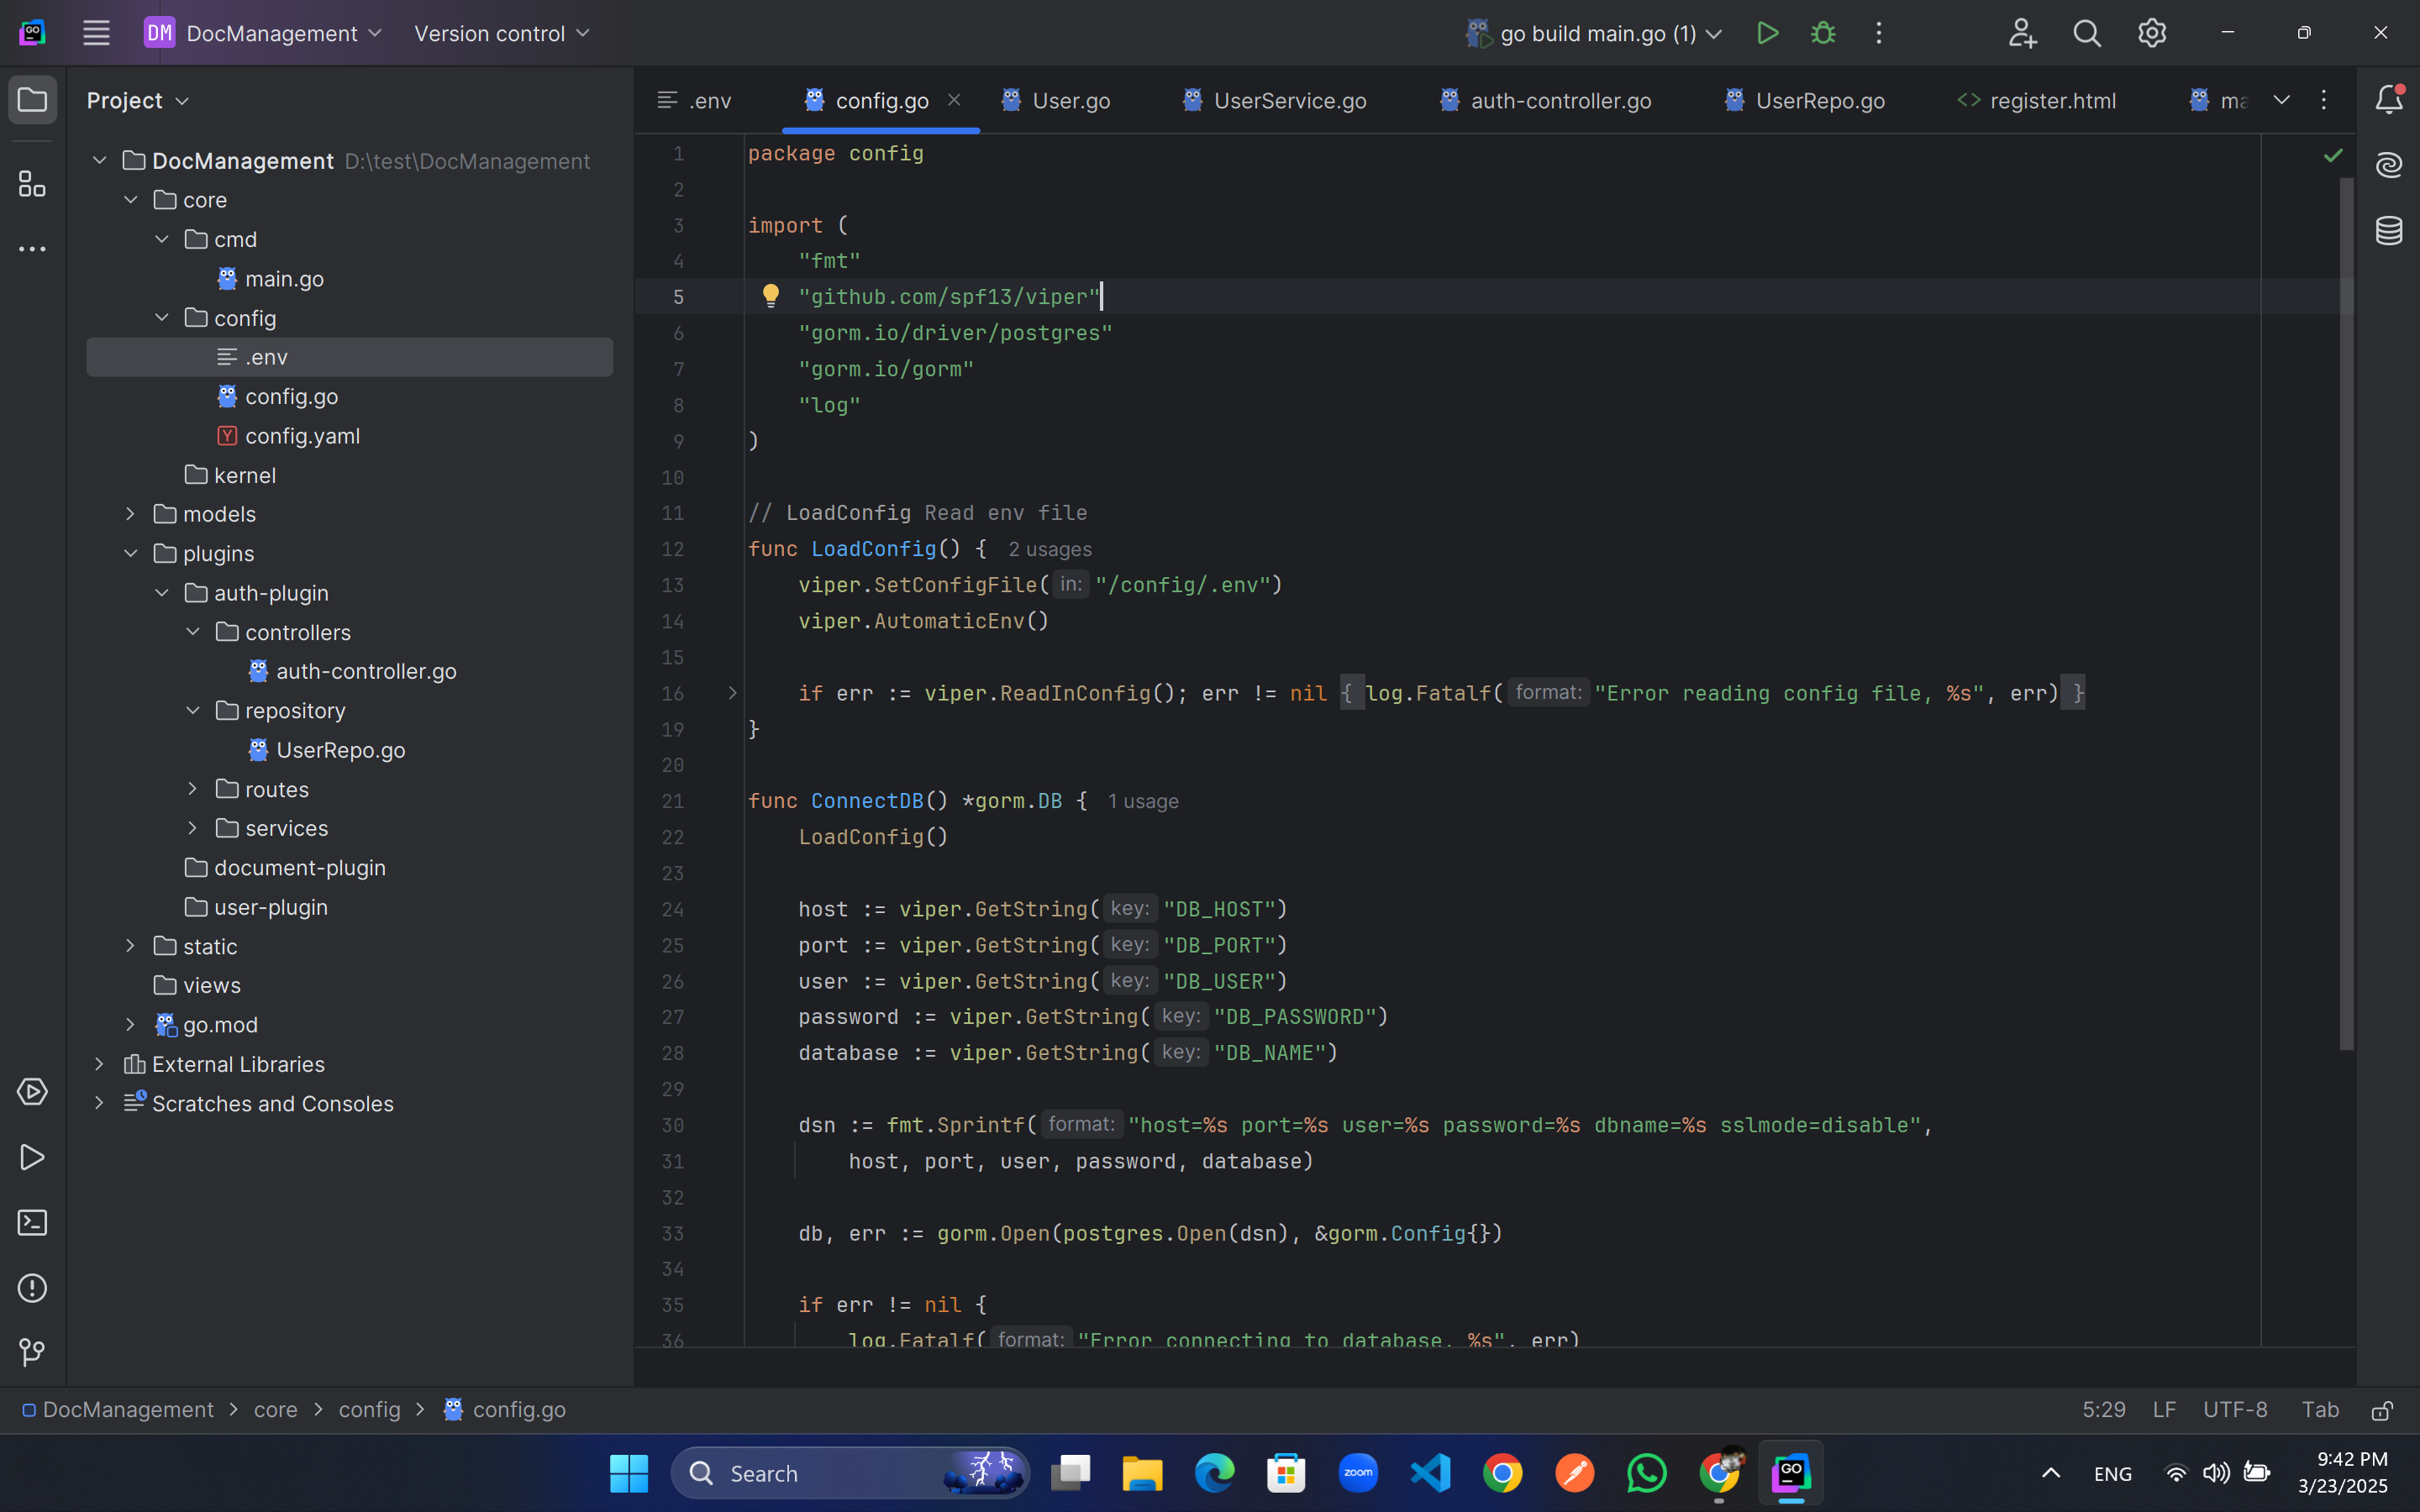 GO
DM DocManagement
Version control
go build main.go (1)
Project
.env
config.go
User.go
UserService.go
auth-controller.go
UserRepo.go
<> register.html
DocManagement D:\test\DocManagement
core
cmd
main.go
config
.env
config.go
Y config.yaml
kernel
models
plugins
auth-plugin
controllers
auth-controller.go
repository
UserRepo.go
routes
services
document-plugin
user-plugin
static
views
go.mod
External Libraries
Scratches and Consoles
1 package config
2
3 import (
4 "fmt"
5 "github.com/spf13/viper"
6 "gorm.io/driver/postgres"
7 "gorm.io/gorm"
8 "log"
9 )
10
11 // LoadConfig Read env file
12 func LoadConfig() { 2 usages
13 viper.SetConfigFile( in: "/config/.env")
14 viper.AutomaticEnv()
15
16 if err := viper.ReadInConfig(); err != nil { log.Fatalf( format: "Error reading config file, %s", err) }
19 }
20
21 func ConnectDB() *gorm.DB { 1 usage
22 LoadConfig()
23
24 host := viper.GetString( key: "DB_HOST")
25 port := viper.GetString( key: "DB_PORT")
26 user := viper.GetString( key: "DB_USER")
27 password := viper.GetString( key: "DB_PASSWORD")
28 database := viper.GetString( key: "DB_NAME")
29
30 dsn := fmt.Sprintf( format: "host=%s port=%s user=%s password=%s dbname=%s sslmode=disable",
31 host, port, user, password, database)
32
33 db, err := gorm.Open(postgres.Open(dsn), &gorm.Config{})
34
35 if err != nil {
36 log.Fatalf( format: "Error connecting to database, %s", err)
DocManagement > core > config > config.go
5:29 LF UTF-8 Tab
Search
zoom
GO
ENG
9:42 PM
3/23/2025